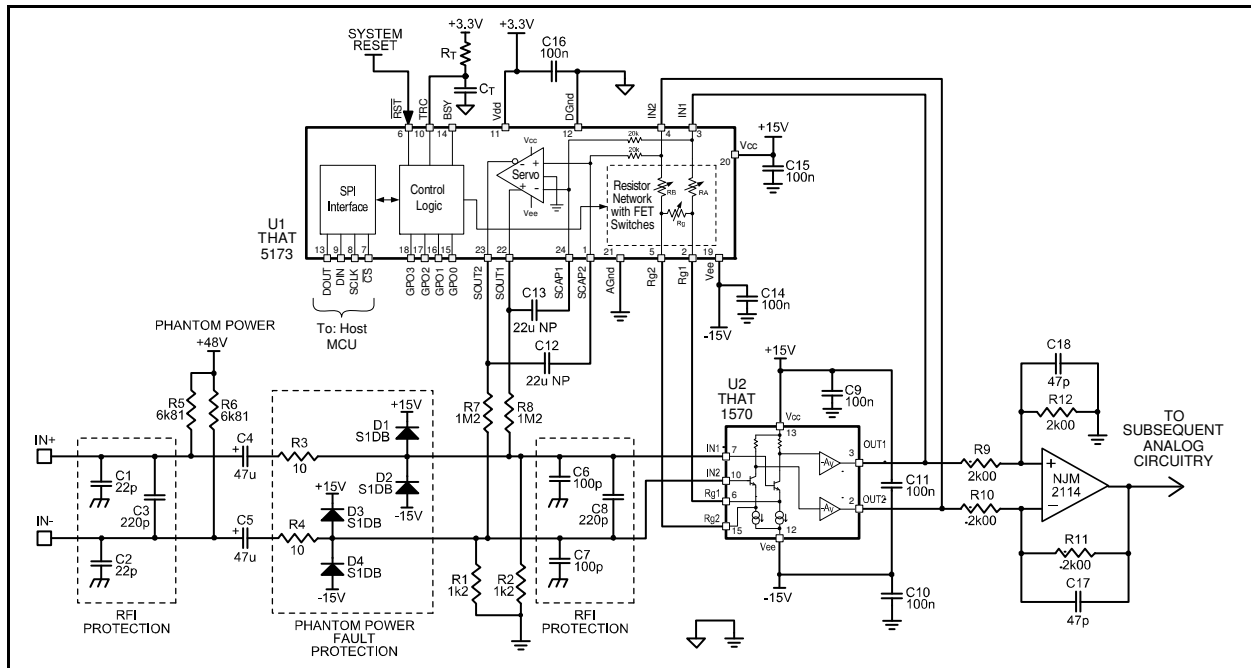 SYSTEM
RESET
+3.3V
RT
CT
+3.3V
C16
100n
RST
TRC
BSY
Vdd
DGnd
IN2
IN1
6
10
14
11
12
4
3
+15V
Vcc
20
C15
100n
20k
20k
Vcc
Servo
Vee
SPI
Interface
Control
Logic
Resistor
Network
with FET
Switches
RB
RA
Rg
U1
THAT
5173
13
9
8
7
18
17
16
15
23
22
24
1
21
5
2
19
DOUT
DIN
SCLK
CS
GPO3
GPO2
GPO1
GPO0
SOUT2
SOUT1
SCAP1
SCAP2
AGnd
Rg2
Rg1
Vee
To: Host
MCU
C13
22u NP
C12
22u NP
C14
100n
-15V
PHANTOM POWER
+48V
R5
6k81
R6
6k81
R7
1M2
R8
1M2
+15V
D1
S1DB
D2
S1DB
-15V
+15V
D3
S1DB
D4
S1DB
-15V
IN+
IN-
C1
22p
C3
220p
C2
22p
+
C4
47u
+
C5
47u
R3
10
R4
10
R1
1k2
R2
1k2
C6
100p
C8
220p
C7
100p
RFI
PROTECTION
PHANTOM POWER
FAULT
PROTECTION
RFI
PROTECTION
U2
THAT
1570
+15V
C9
100n
Vcc
13
IN1
7
IN2
10
Rg1
6
Rg2
15
-Av
-Av
OUT1
3
OUT2
2
12
Vee
-15V
C11
100n
C10
100n
C18
47p
R12
2k00
R9
2k00
R10
2k00
NJM
2114
R11
2k00
C17
47p
TO
SUBSEQUENT
ANALOG
CIRCUITRY